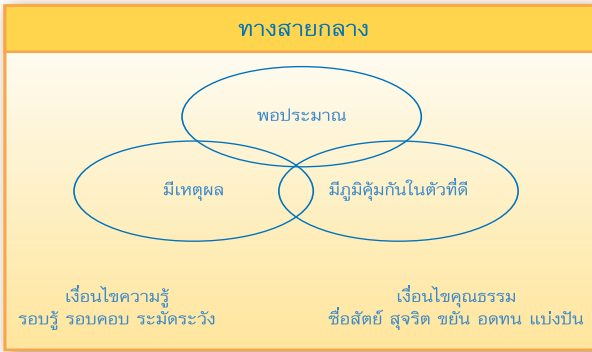 ทางสายกลาง
พอประมาณ
มีเหตุผล
มีภูมิคุ้มกันในตัวที่ดี
เงื่อนไขความรู้
รอบรู้ รอบคอบ ระมัดระวัง
เงื่อนไขคุณธรรม
ซื่อสัตย์ สุจริต ขยัน อดทน แบ่งปัน